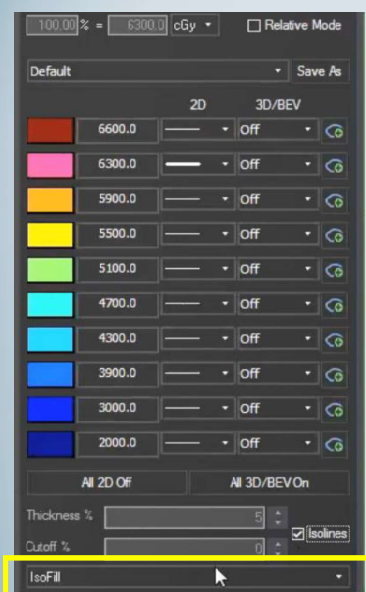 100.00 % = 6300.0 cGy Relative Mode
Default Save As
2D 3D/BEV
6600.0 Off
6300.0 Off
5900.0 Off
5500.0 Off
5100.0 Off
4700.0 Off
4300.0 Off
3900.0 Off
3000.0 Off
2000.0 Off
All 2D Off All 3D/BEV On
Thickness % 5
Isolines
Cutoff % 0
IsoFill